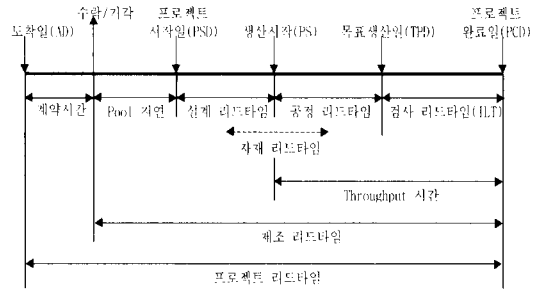 수락/기각 프로젝트 프로젝트
도착일(AD) 시작일(PSD) 생산시작(PS) 목표생산일(TPD) 완료일(PCD)
계약시간 Pool 지연 설계 리드타임 공정 리드타임 검사 리드타임(ILT)
자재 리드타임
Throughput 시간
제조 리드타임
프로젝트 리드타임